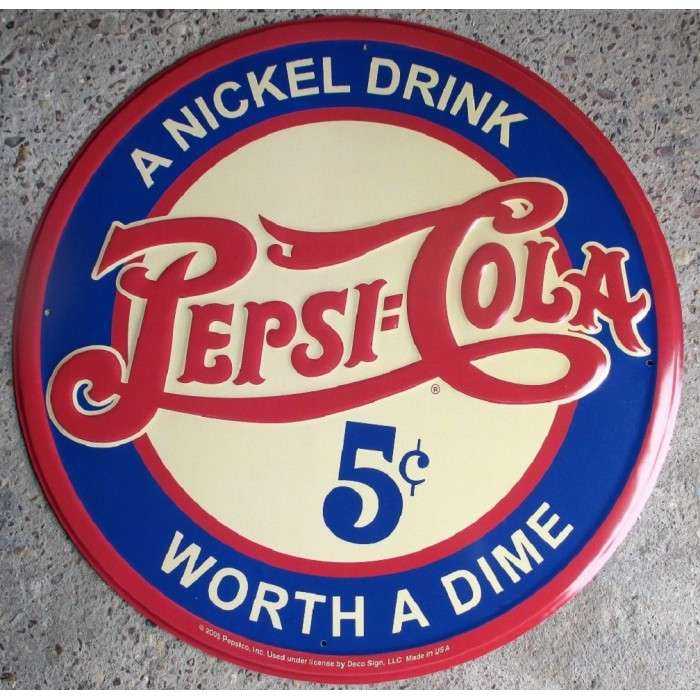 A NICKEL DRINK
PEPSI=COLA
®
5¢
WORTH A DIME
© 2005 Pepsico, Inc. Used under license by Deco Sign, LLC Made in USA